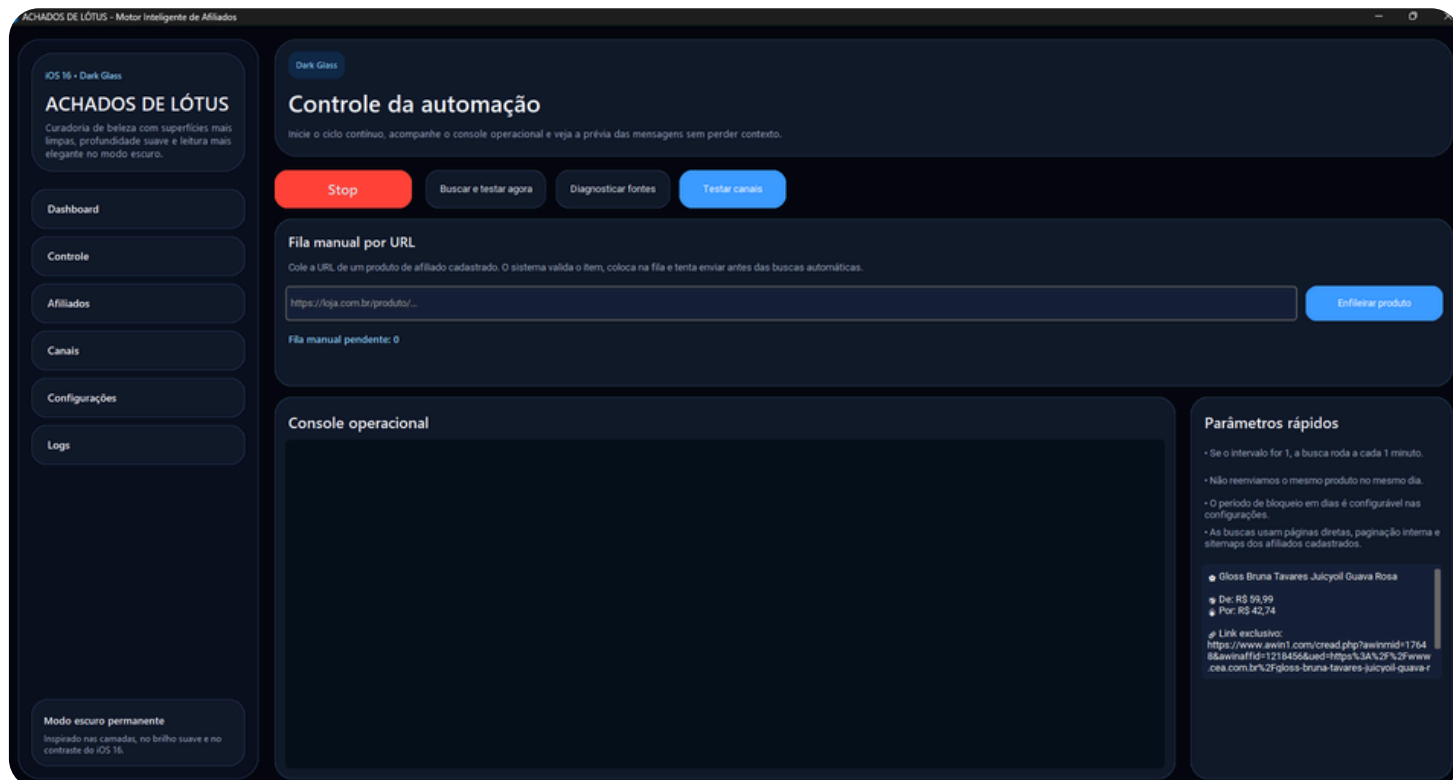 ACHADOS DE LÓTUS - Motor Inteligente de Afiliados
iOS 16 • Dark Glass
ACHADOS DE LÓTUS
Curadoria de beleza com superfícies mais
limpas, profundidade suave e leitura mais
elegante no modo escuro.
Dashboard
Controle
Afiliados
Canais
Configurações
Logs
Modo escuro permanente
Inspirado nas camadas, no brilho suave e no
contraste do iOS 16.
Dark Glass
Controle da automação
Inicie o ciclo contínuo, acompanhe o console operacional e veja a prévia das mensagens sem perder contexto.
Stop
Buscar e testar agora
Diagnosticar fontes
Testar canais
Fila manual por URL
Cole a URL de um produto de afiliado cadastrado. O sistema valida o item, coloca na fila e tenta enviar antes das buscas automáticas.
https://loja.com.br/produto/...
Enfileirar produto
Fila manual pendente: 0
Console operacional
Parâmetros rápidos
• Se o intervalo for 1, a busca roda a cada 1 minuto.
• Não reenviamos o mesmo produto no mesmo dia.
• O período de bloqueio em dias é configurável nas
configurações.
• As buscas usam páginas diretas, paginação interna e
sitemaps dos afiliados cadastrados.
Gloss Bruna Tavares Juicyoil Guava Rosa
De: R$ 59,99
Por: R$ 42,74
Link exclusivo:
https://www.awin1.com/cread.php?awinmid=1764
8&awinaffid=1218456&ued=https%3A%2F%2Fwww
.cea.com.br%2Fgloss-bruna-tavares-juicyoil-guava-r